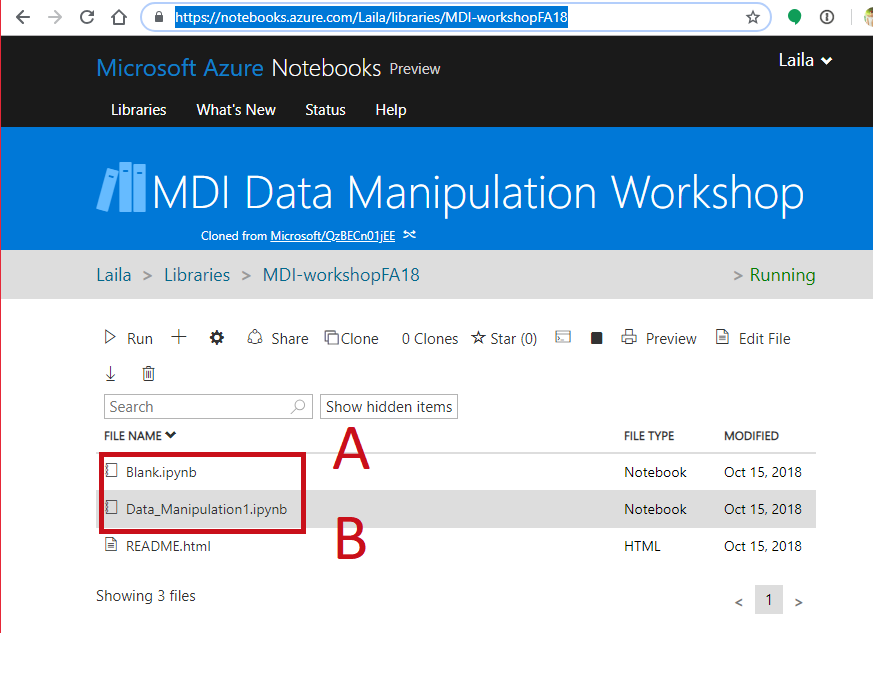 https://notebooks.azure.com/Laila/libraries/MDI-workshopFA18
Microsoft Azure Notebooks Preview
Laila
Libraries What's New Status Help
MDI Data Manipulation Workshop
Cloned from Microsoft/QzBECn01jEE
Laila > Libraries > MDI-workshopFA18 > Running
Run Share Clone 0 Clones Star (0) Preview Edit File
Search Show hidden items
FILE NAME FILE TYPE MODIFIED
A
Blank.ipynb Notebook Oct 15, 2018
Data_Manipulation1.ipynb Notebook Oct 15, 2018
B
README.html HTML Oct 15, 2018
Showing 3 files
< 1 >